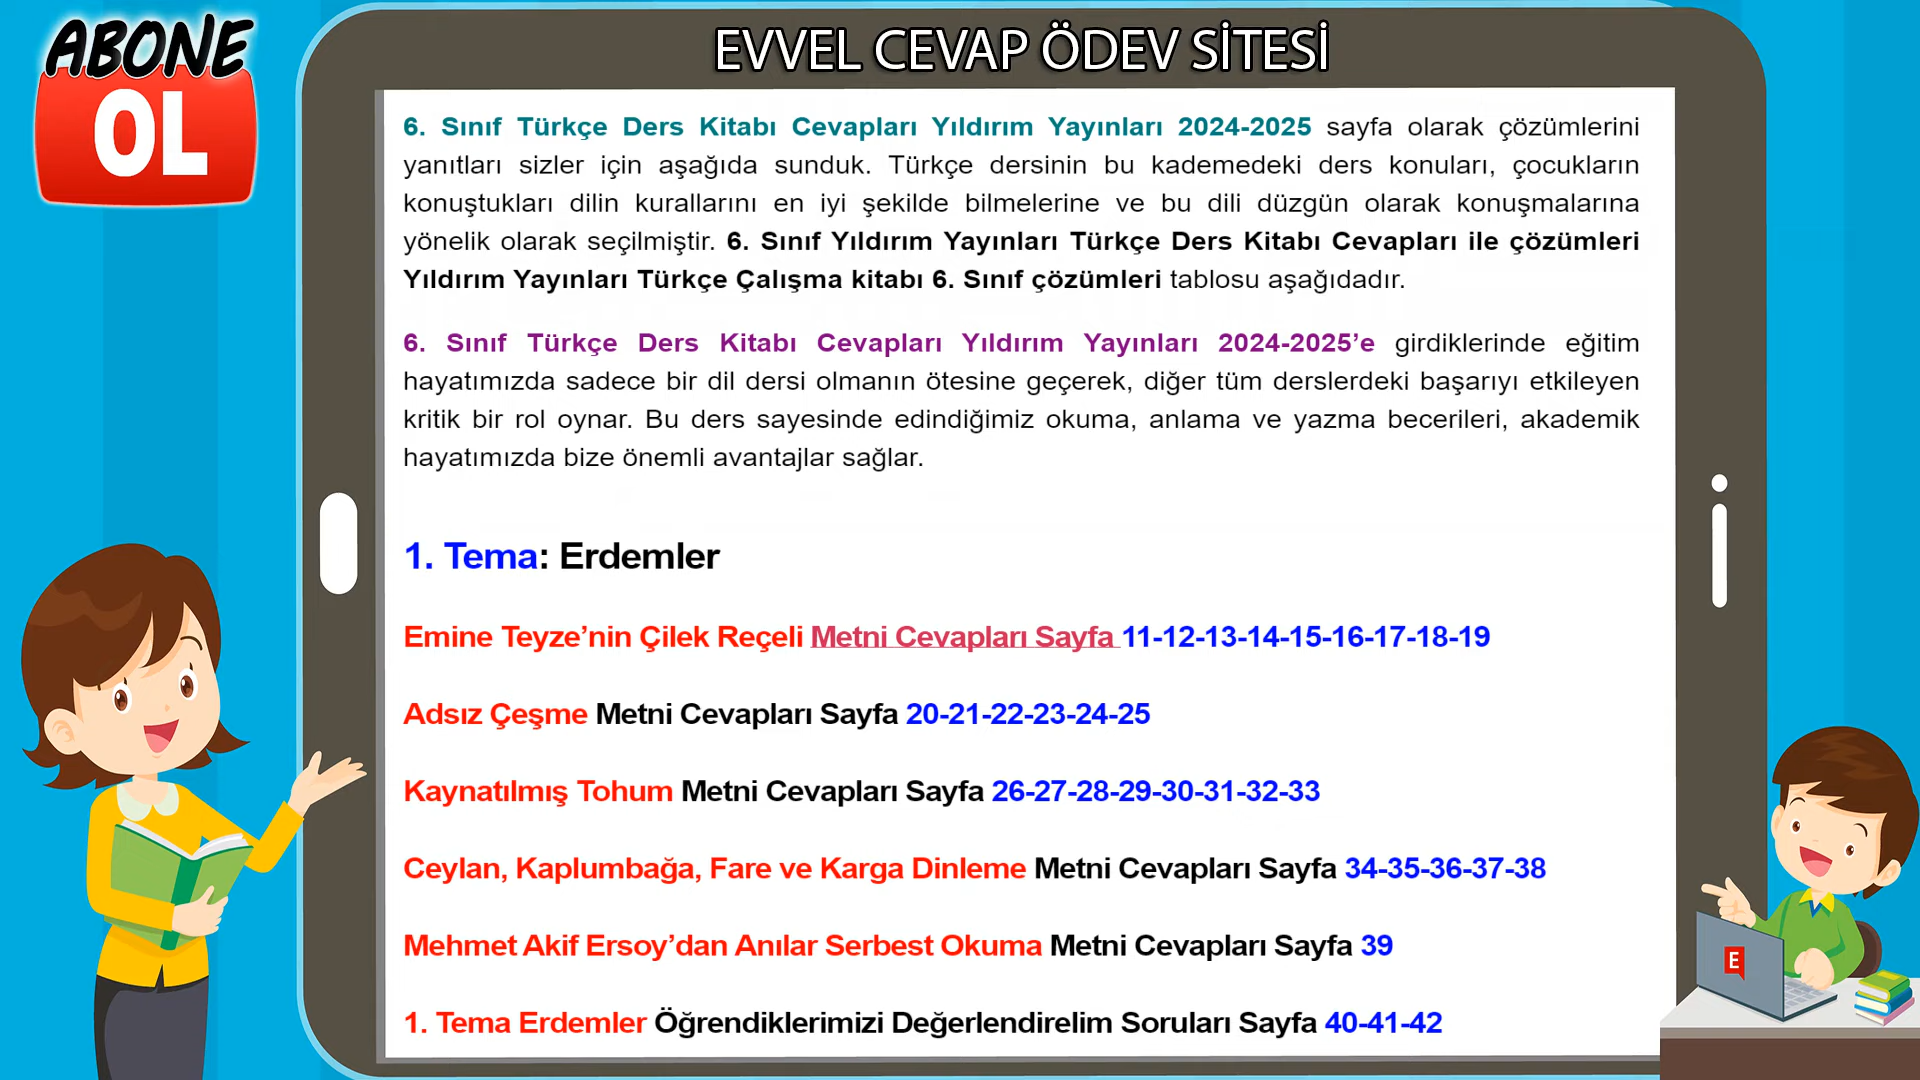 ABONE
OL
EVVEL CEVAP ÖDEV SİTESİ
6. Sınıf Türkçe Ders Kitabı Cevapları Yıldırım Yayınları 2024-2025 sayfa olarak çözümlerini
yanıtları sizler için aşağıda sunduk. Türkçe dersinin bu kademedeki ders konuları, çocukların
konuştukları dilin kurallarını en iyi şekilde bilmelerine ve bu dili düzgün olarak konuşmalarına
yönelik olarak seçilmiştir. 6. Sınıf Yıldırım Yayınları Türkçe Ders Kitabı Cevapları ile çözümleri
Yıldırım Yayınları Türkçe Çalışma kitabı 6. Sınıf çözümleri tablosu aşağıdadır.
6. Sınıf Türkçe Ders Kitabı Cevapları Yıldırım Yayınları 2024-2025’e girdiklerinde eğitim
hayatımızda sadece bir dil dersi olmanın ötesine geçerek, diğer tüm derslerdeki başarıyı etkileyen
kritik bir rol oynar. Bu ders sayesinde edindiğimiz okuma, anlama ve yazma becerileri, akademik
hayatımızda bize önemli avantajlar sağlar.
1. Tema: Erdemler
Emine Teyze’nin Çilek Reçeli Metni Cevapları Sayfa 11-12-13-14-15-16-17-18-19
Adsız Çeşme Metni Cevapları Sayfa 20-21-22-23-24-25
Kaynatılmış Tohum Metni Cevapları Sayfa 26-27-28-29-30-31-32-33
Ceylan, Kaplumbağa, Fare ve Karga Dinleme Metni Cevapları Sayfa 34-35-36-37-38
Mehmet Akif Ersoy’dan Anılar Serbest Okuma Metni Cevapları Sayfa 39
1. Tema Erdemler Öğrendiklerimizi Değerlendirelim Soruları Sayfa 40-41-42
E